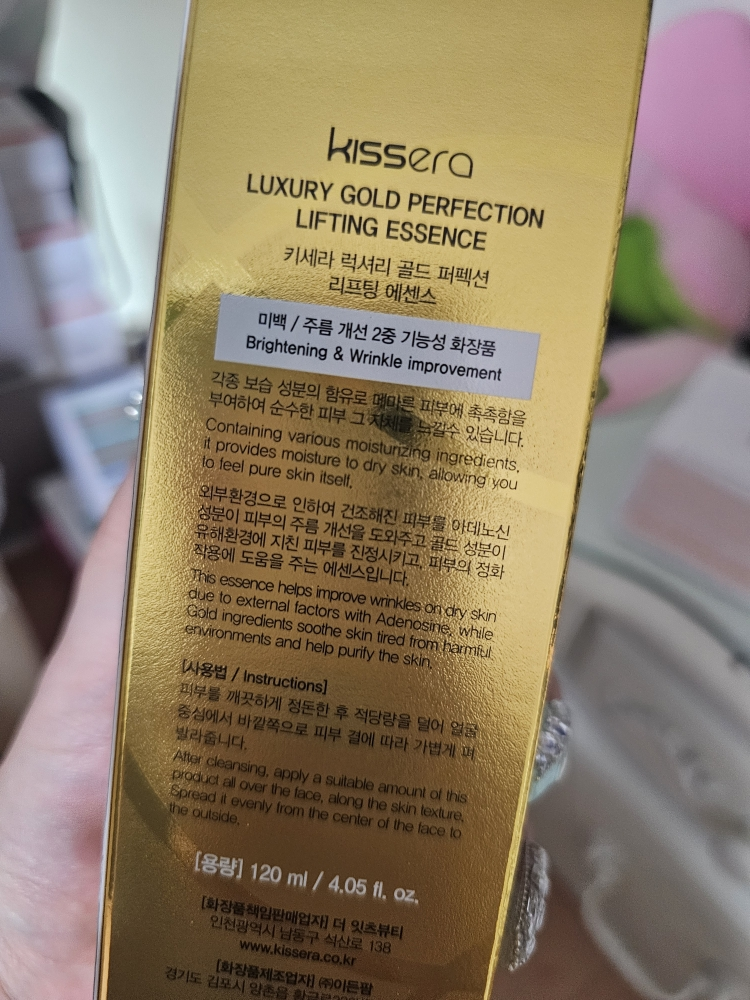 kissera
LUXURY GOLD PERFECTION
LIFTING ESSENCE
키세라 럭셔리 골드 퍼펙션
리프팅 에센스
미백 / 주름 개선 2중 기능성 화장품
Brightening & Wrinkle improvement
각종 보습 성분의 함유로 메마른 피부에 촉촉함을
부여하여 순수한 피부 그 자체를 느낄수 있습니다.
Containing various moisturizing ingredients,
it provides moisture to dry skin, allowing you
to feel pure skin itself.
외부환경으로 인하여 건조해진 피부를 아데노신
성분이 피부의 주름 개선을 도와주고 골드 성분이
유해환경에 지친 피부를 진정시키고, 피부의 정화
작용에 도움을 주는 에센스입니다.
This essence helps improve wrinkles on dry skin
due to external factors with Adenosine, while
Gold ingredients soothe skin tired from harmful
environments and help purify the skin.
[사용법 / Instructions]
피부를 깨끗하게 정돈한 후 적당량을 덜어 얼굴
중심에서 바깥쪽으로 피부 결에 따라 가볍게 펴
발라줍니다.
After cleansing, apply a suitable amount of this
product all over the face, along the skin texture.
Spread it evenly from the center of the face to
the outside.
[용량] 120 ml / 4.05 fl. oz.
[화장품책임판매업자] 더 잇츠뷰티
인천광역시 남동구 석산로 138
www.kissera.co.kr
[화장품제조업자] ㈜이든팜
경기도 김포시 양촌읍